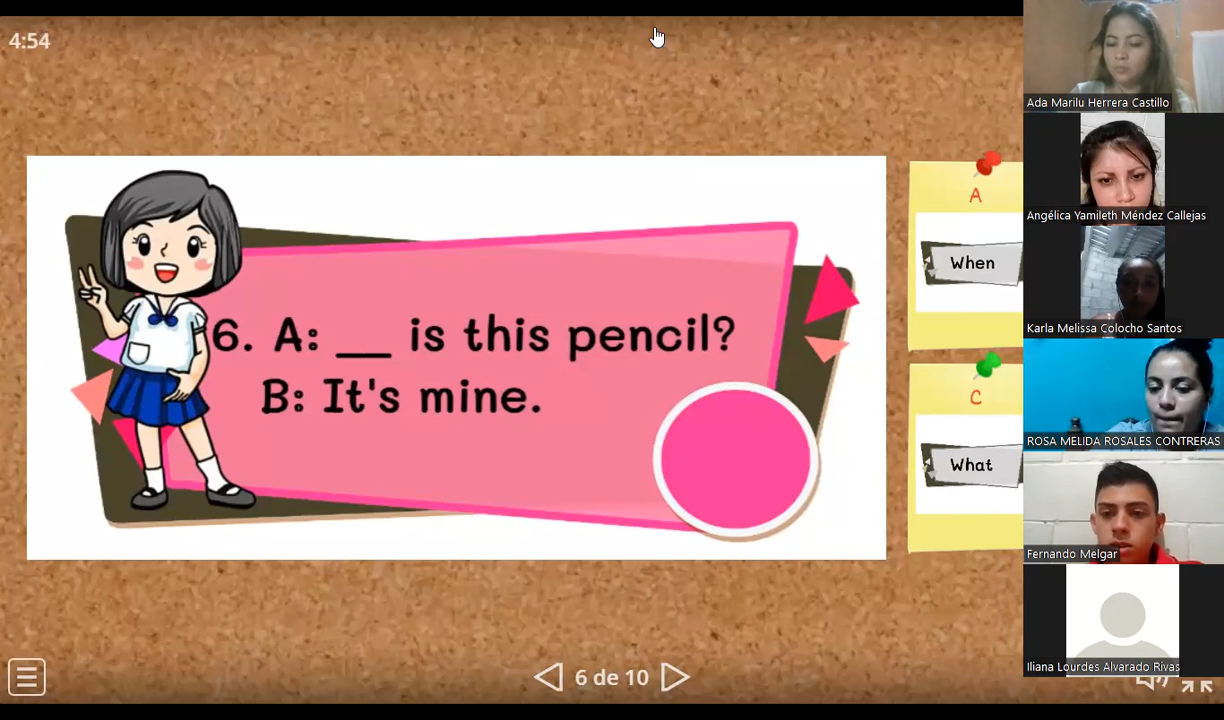 4:54
6. A: __ is this pencil?
B: It's mine.
A
When
C
What
6 de 10
Ada Marilu Herrera Castillo
Angélica Yamileth Méndez Callejas
Karla Melissa Colocho Santos
ROSA MELIDA ROSALES CONTRERAS
Fernando Melgar
Iliana Lourdes Alvarado Rivas